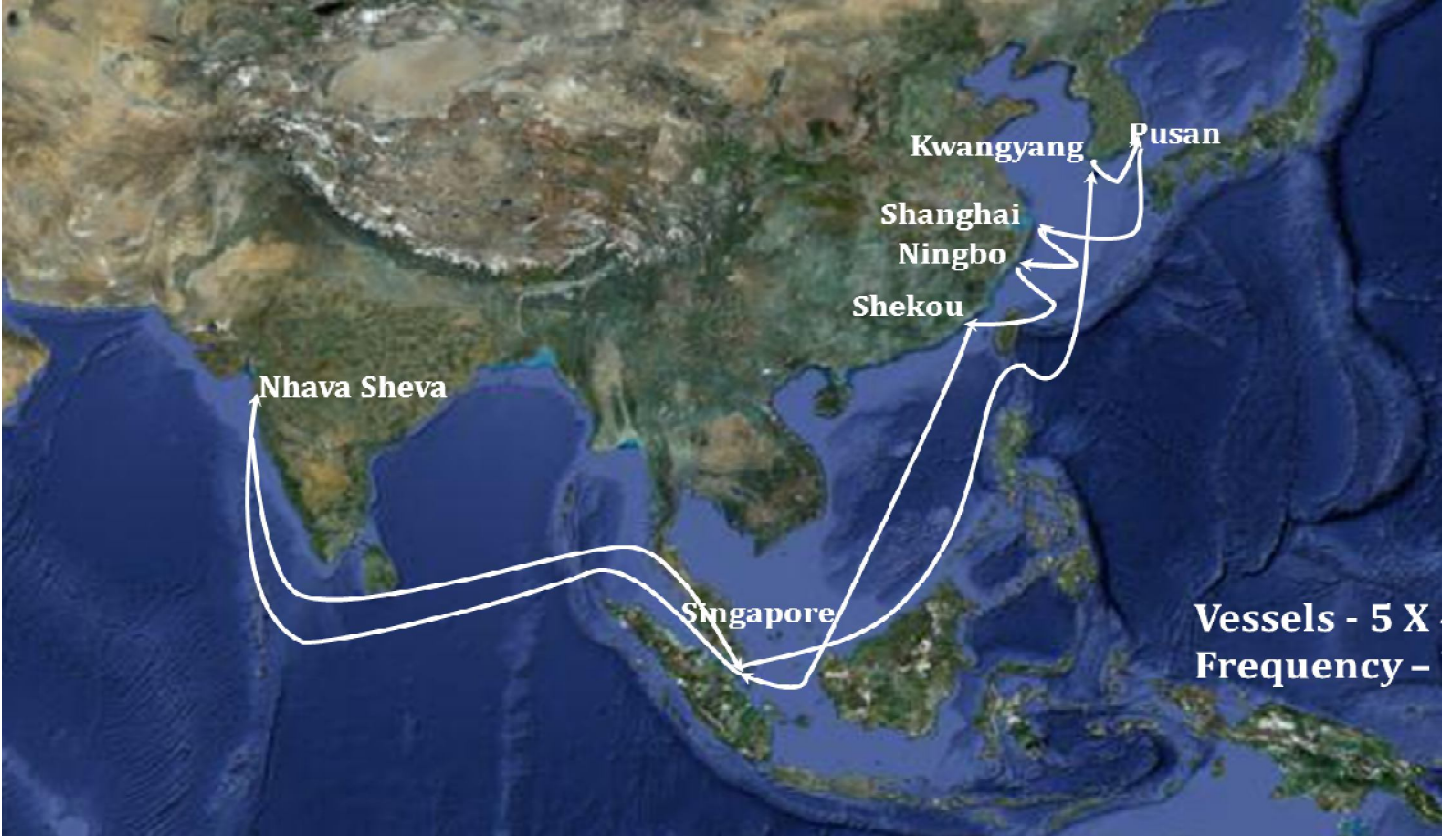 Pusan
Kwangyang
Shanghai
Ningbo
Shekou
Nhava Sheva
Singapore
Vessels - 5 X
Frequency –